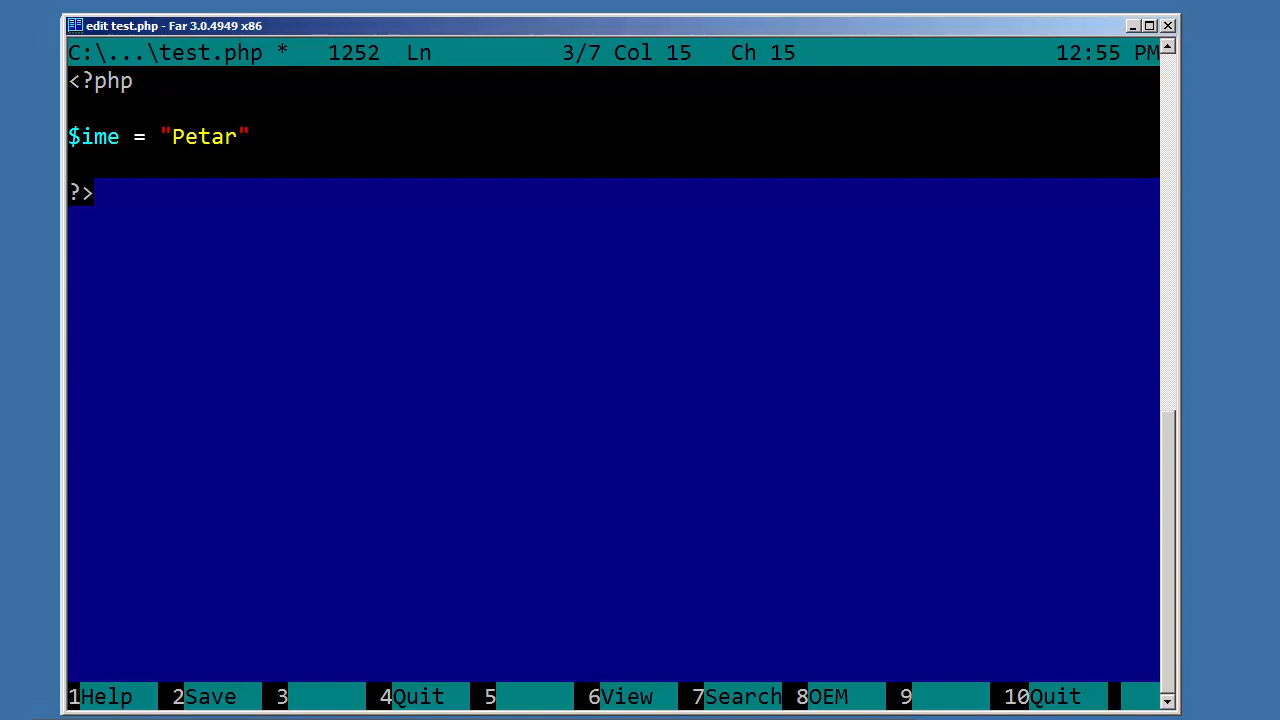 edit test.php - Far 3.0.4949 x86
C:\...\test.php * 1252 Ln 3/7 Col 15 Ch 15 12:55 PM
<?php
$ime = "Petar"
?>
1Help 2Save 3 4Quit 5 6View 7Search 8OEM 9 10Quit